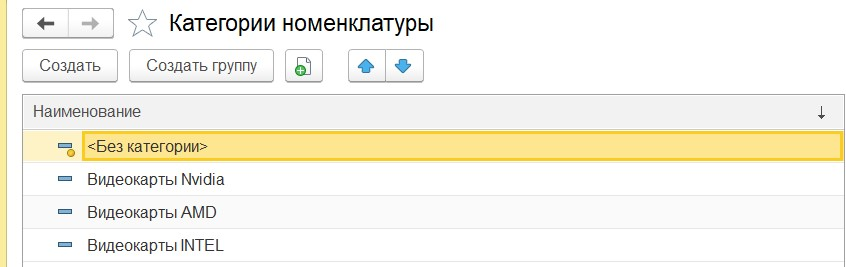 Категории номенклатуры
Создать Создать группу
Наименование
<Без категории>
Видеокарты Nvidia
Видеокарты AMD
Видеокарты INTEL